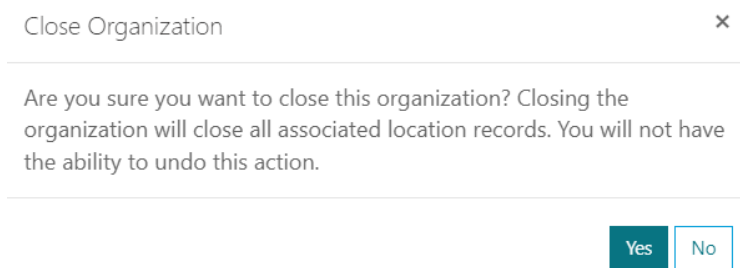 Close Organization ×
Are you sure you want to close this organization? Closing the
organization will close all associated location records. You will not have
the ability to undo this action.
Yes No